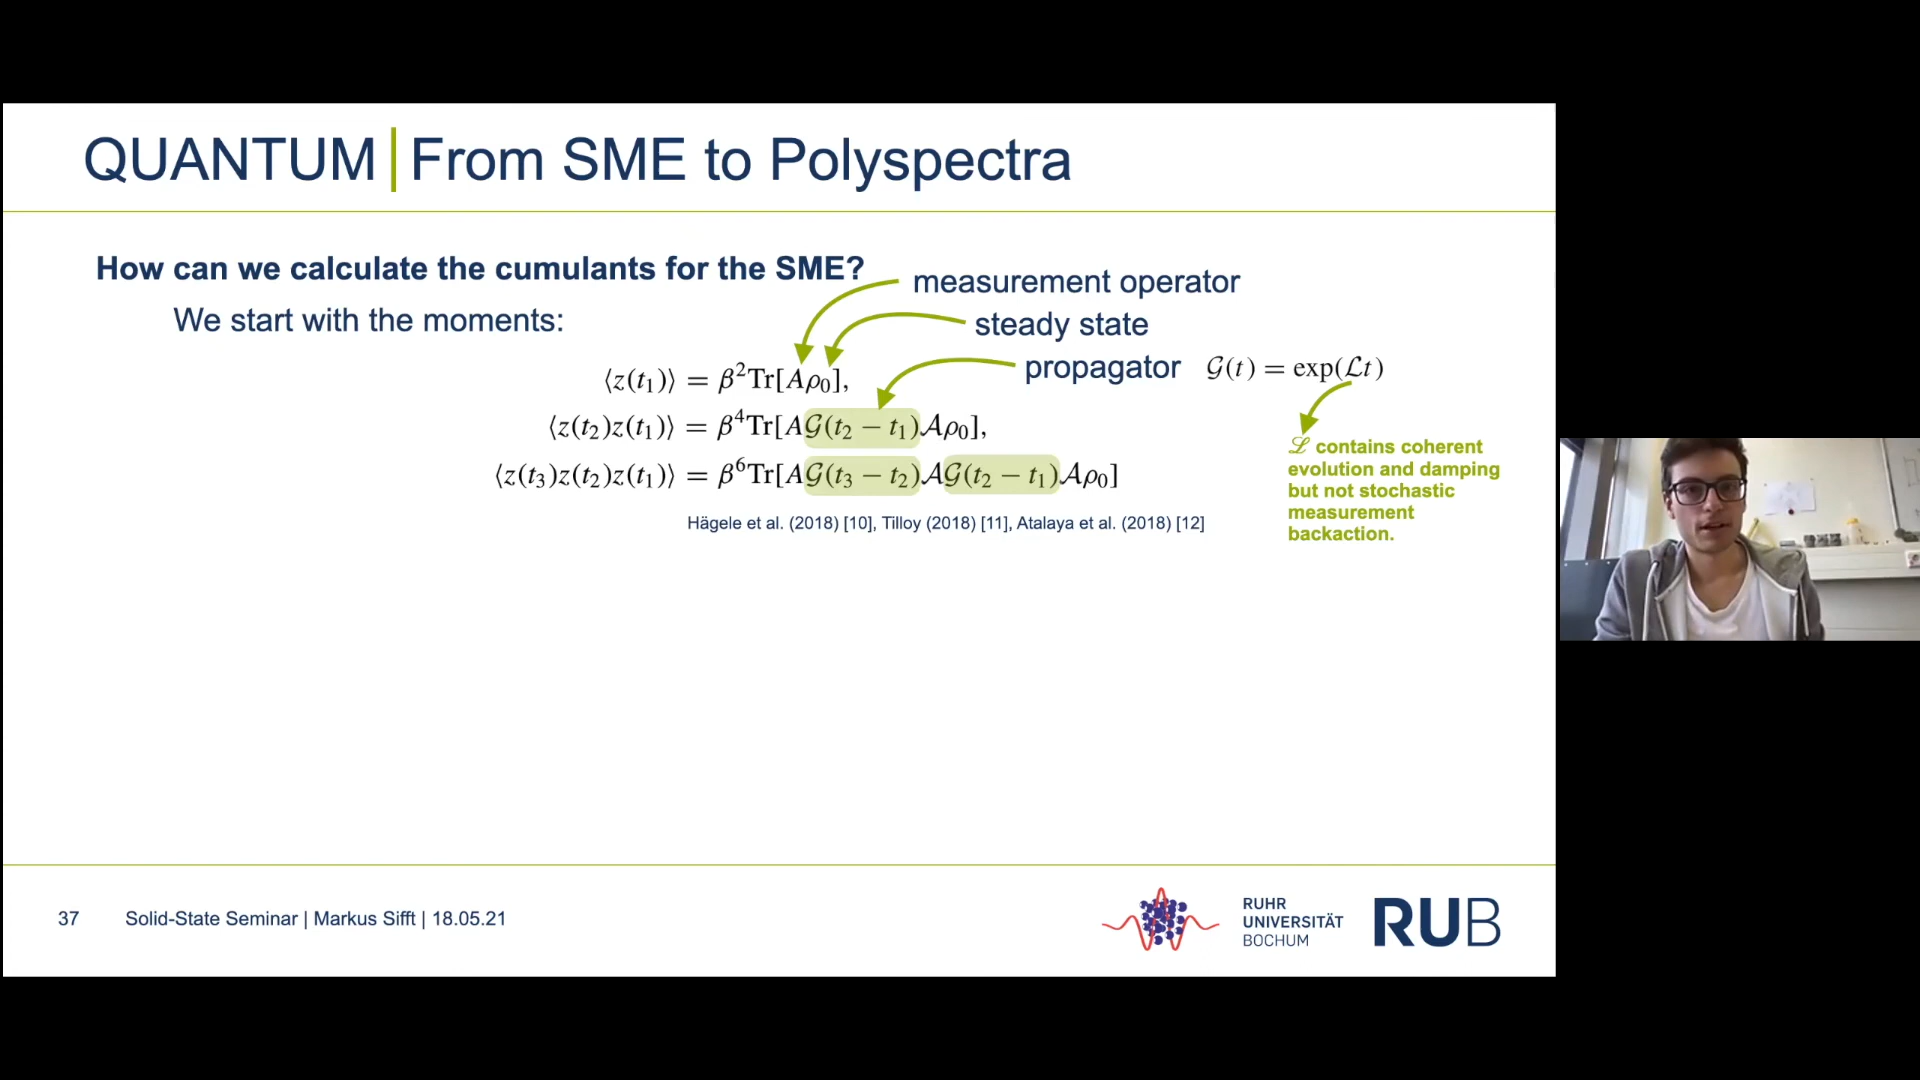 QUANTUM | From SME to Polyspectra
How can we calculate the cumulants for the SME?
measurement operator
We start with the moments:
steady state
propagator 𝒢(t) = exp(ℒt)
⟨z(t₁)⟩ = β²Tr[Aρ₀],
⟨z(t₂)z(t₁)⟩ = β⁴Tr[A𝒢(t₂ − t₁)𝒜ρ₀],
⟨z(t₃)z(t₂)z(t₁)⟩ = β⁶Tr[A𝒢(t₃ − t₂)𝒜𝒢(t₂ − t₁)𝒜ρ₀]
ℒ contains coherent
evolution and damping
but not stochastic
measurement
backaction.
Hägele et al. (2018) [10], Tilloy (2018) [11], Atalaya et al. (2018) [12]
37 Solid-State Seminar | Markus Sifft | 18.05.21
RUHR
UNIVERSITÄT
BOCHUM
RUB